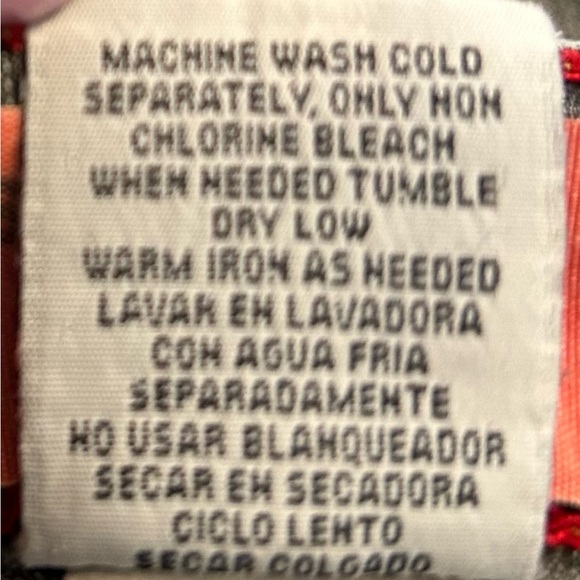 MACHINE WASH COLD
SEPARATELY, ONLY NON
CHLORINE BLEACH
WHEN NEEDED TUMBLE
DRY LOW
WARM IRON AS NEEDED
LAVAR EN LAVADORA
CON AGUA FRIA
SEPARADAMENTE
NO USAR BLANQUEADOR
SECAR EN SECADORA
CICLO LENTO
SECAR COLGADO